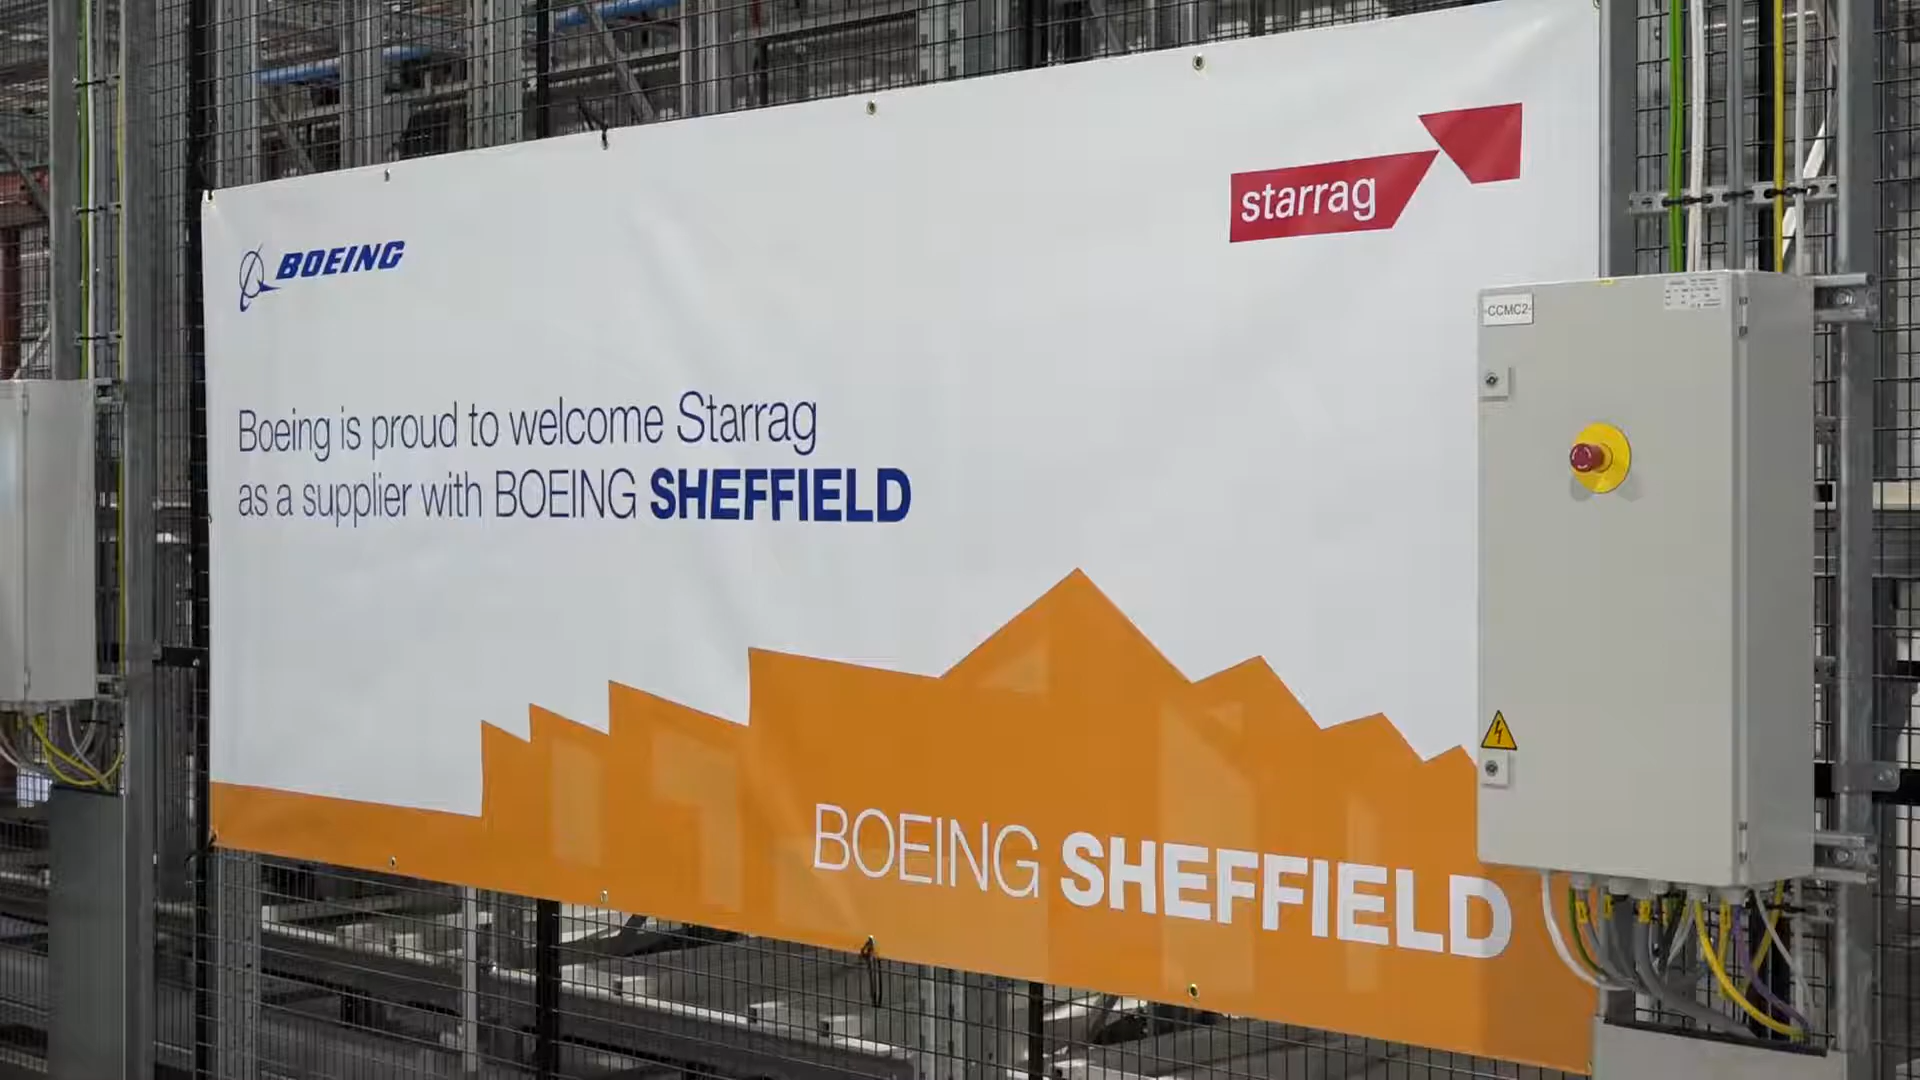 BOEING
starrag
Boeing is proud to welcome Starrag
as a supplier with BOEING SHEFFIELD
BOEING SHEFFIELD
-CCMC2-